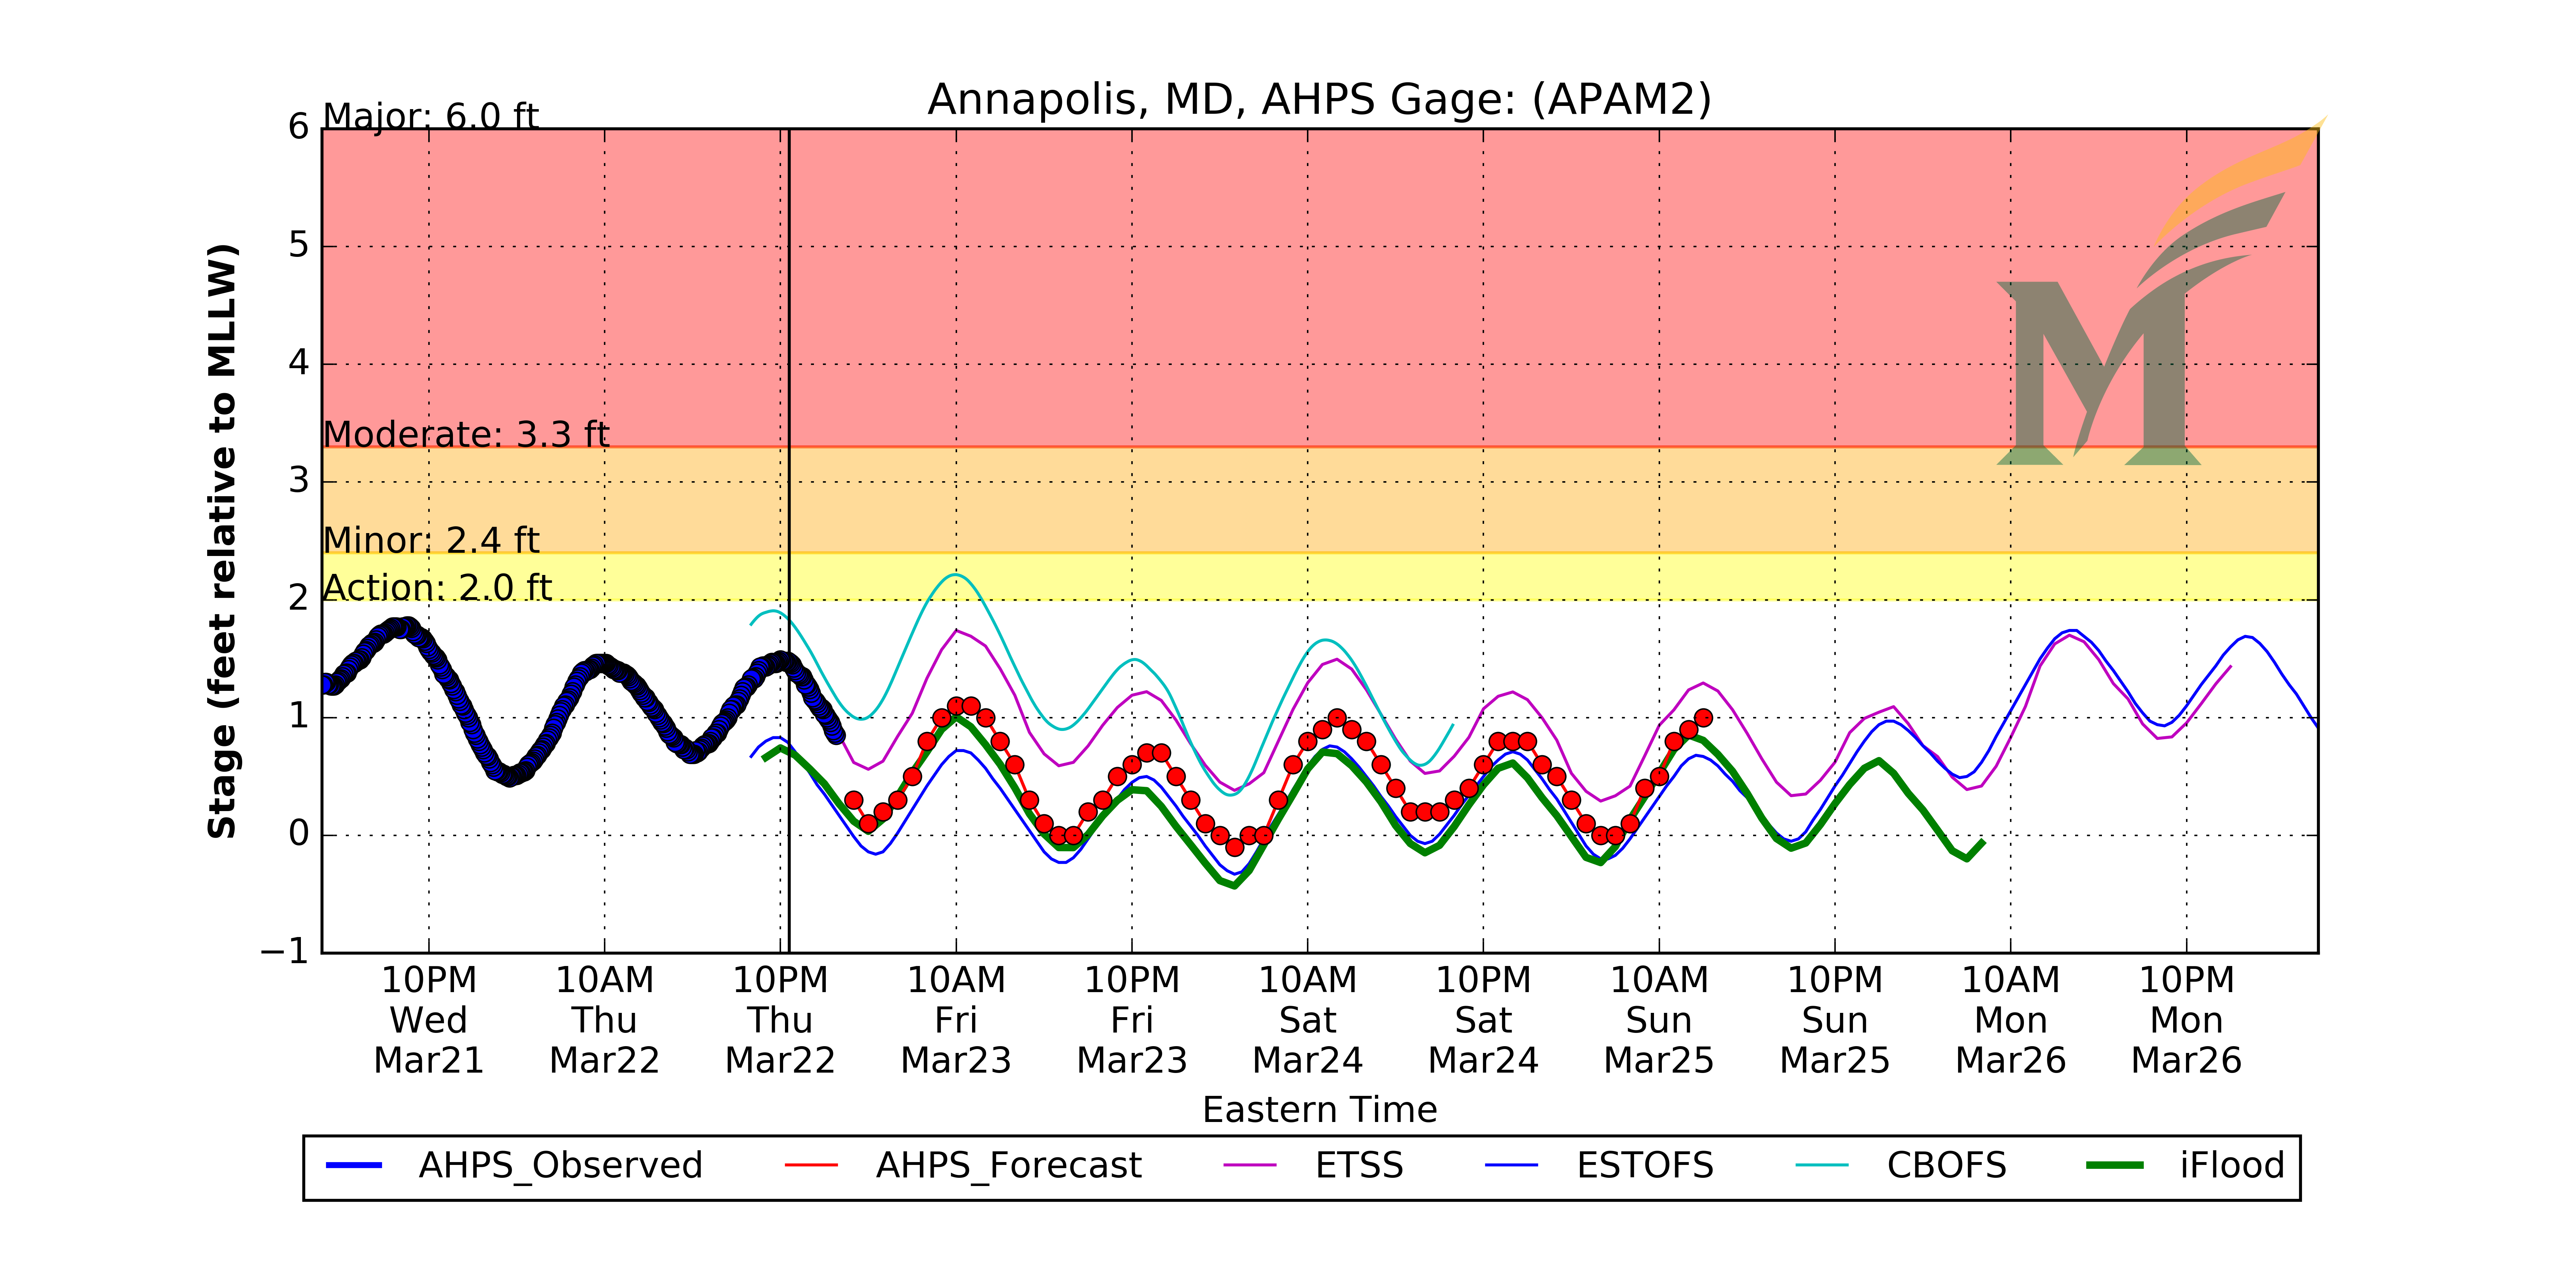 Annapolis, MD, AHPS Gage: (APAM2)
Major: 6.0 ft
Moderate: 3.3 ft
Minor: 2.4 ft
Action: 2.0 ft
Stage (feet relative to MLLW)
6
5
4
3
2
1
0
−1
10PM 10AM 10PM 10AM 10PM 10AM 10PM 10AM 10PM 10AM 10PM
Wed Thu Thu Fri Fri Sat Sat Sun Sun Mon Mon
Mar21 Mar22 Mar22 Mar23 Mar23 Mar24 Mar24 Mar25 Mar25 Mar26 Mar26
Eastern Time
AHPS_Observed AHPS_Forecast ETSS ESTOFS CBOFS iFlood